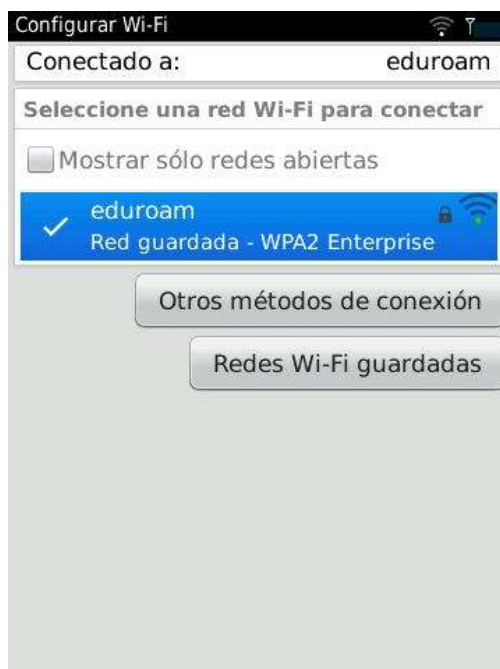 Configurar Wi-Fi
Conectado a: eduroam
Seleccione una red Wi-Fi para conectar
Mostrar sólo redes abiertas
eduroam
Red guardada - WPA2 Enterprise
Otros métodos de conexión
Redes Wi-Fi guardadas